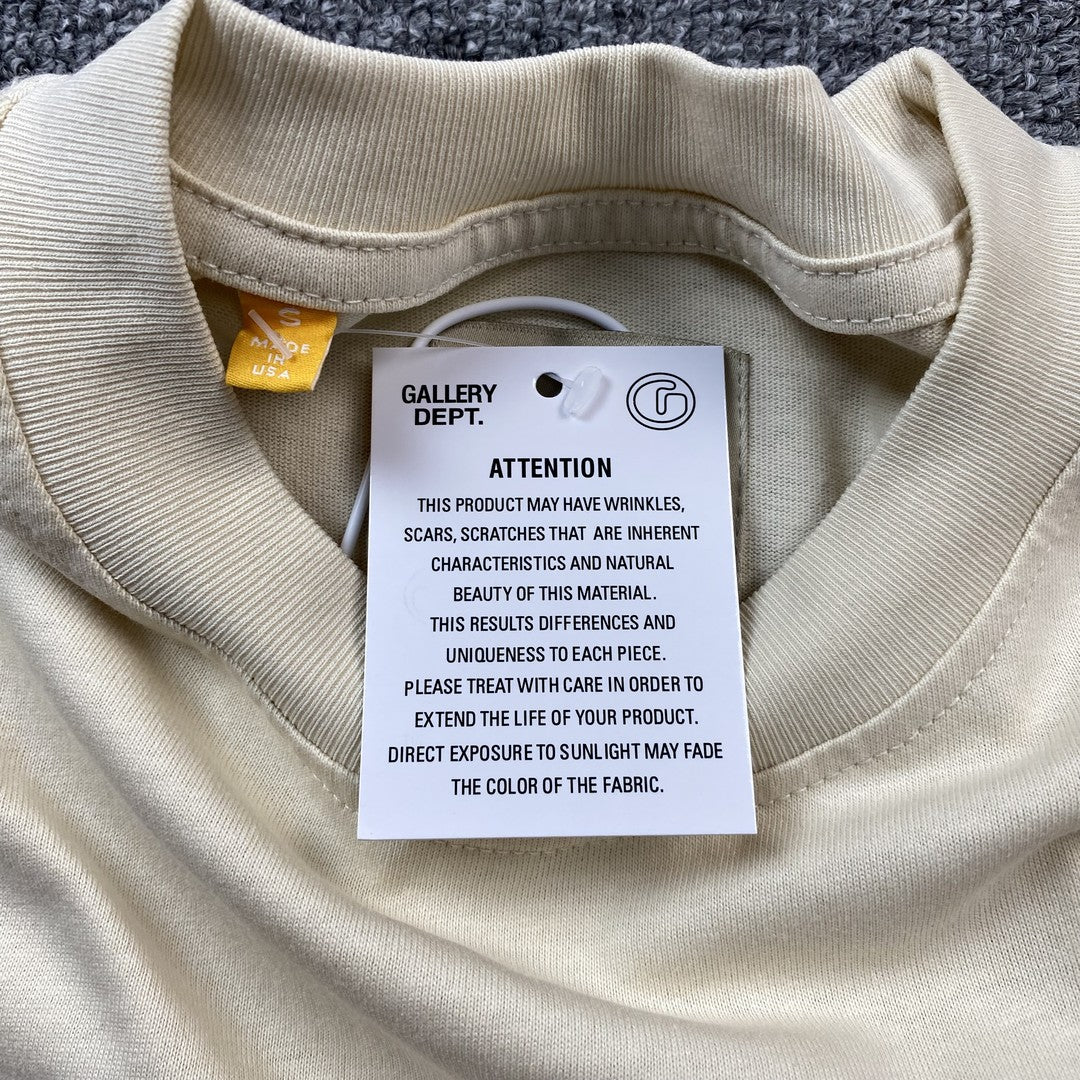 S
MADE
IN
USA
GALLERY
DEPT.
G
ATTENTION
THIS PRODUCT MAY HAVE WRINKLES,
SCARS, SCRATCHES THAT ARE INHERENT
CHARACTERISTICS AND NATURAL
BEAUTY OF THIS MATERIAL.
THIS RESULTS DIFFERENCES AND
UNIQUENESS TO EACH PIECE.
PLEASE TREAT WITH CARE IN ORDER TO
EXTEND THE LIFE OF YOUR PRODUCT.
DIRECT EXPOSURE TO SUNLIGHT MAY FADE
THE COLOR OF THE FABRIC.